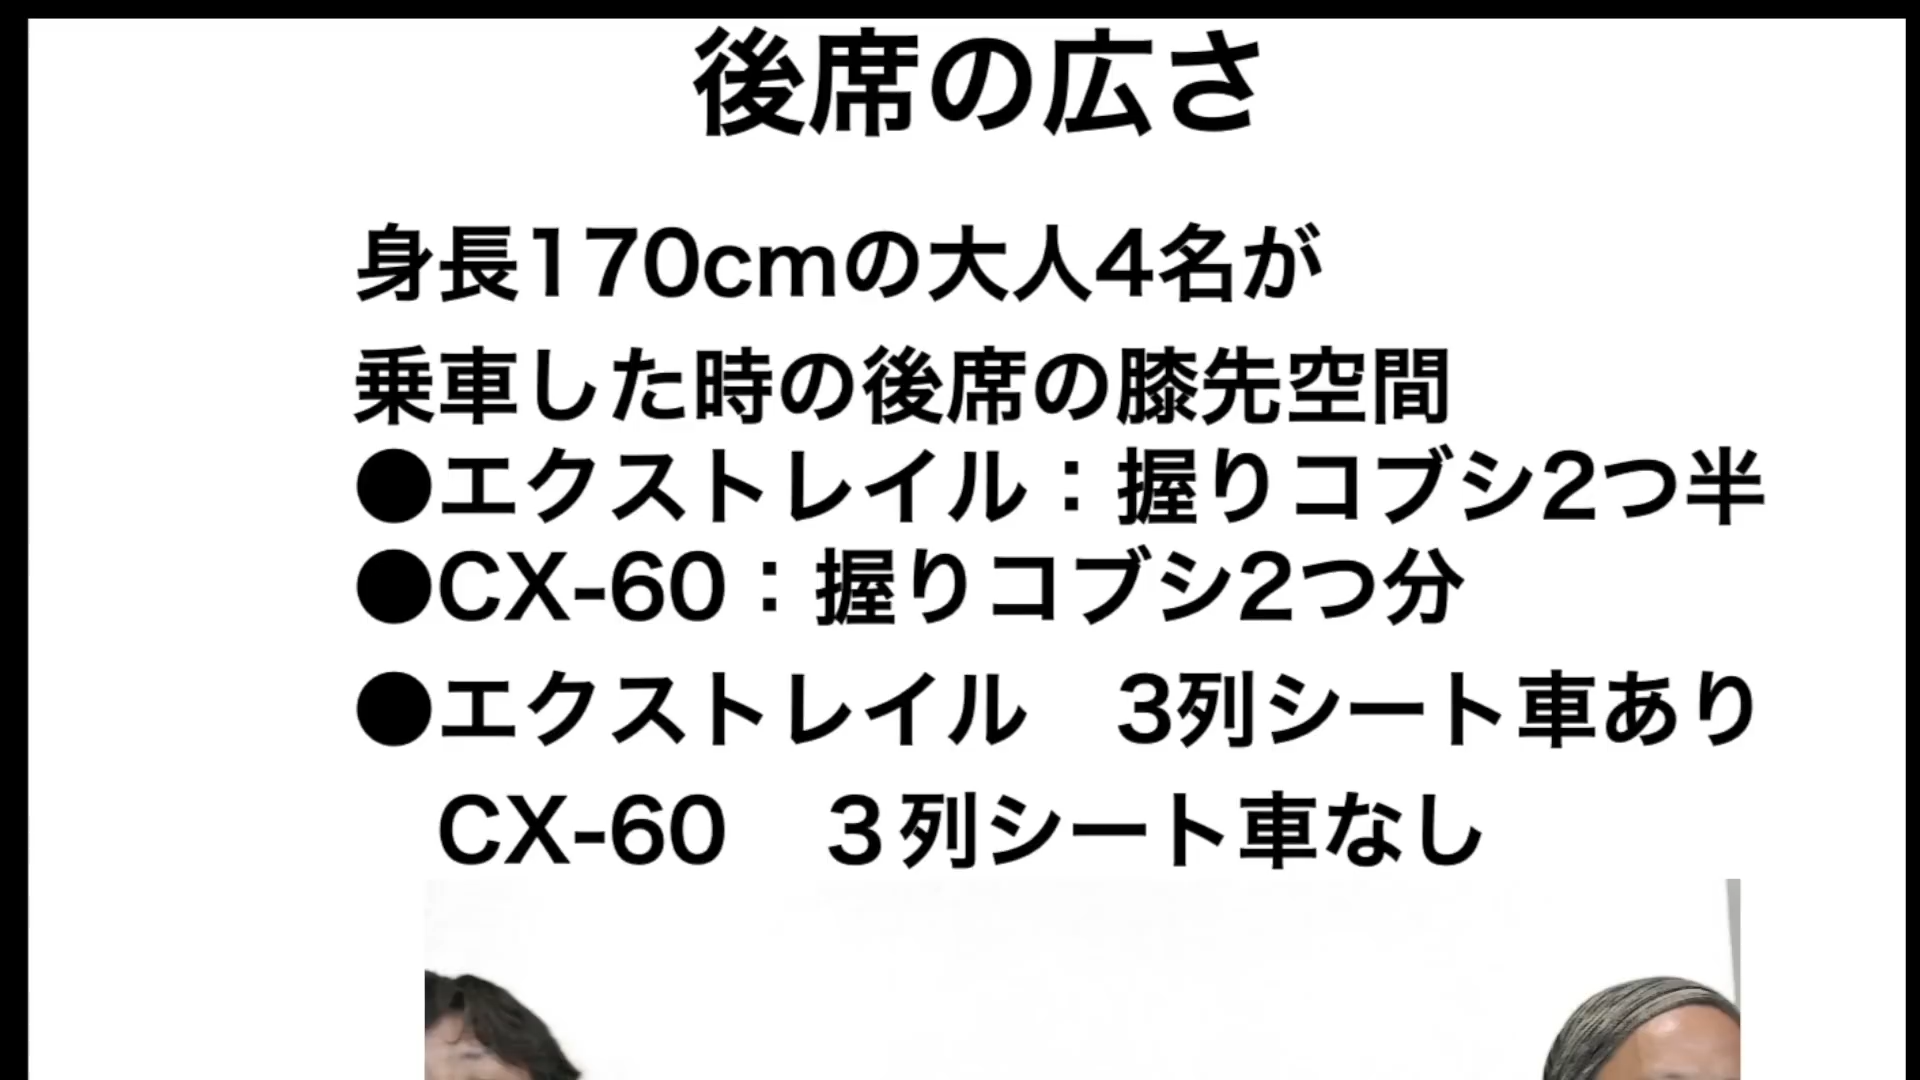 後席の広さ
身長170cmの大人4名が
乗車した時の後席の膝先空間
●エクストレイル：握りコブシ2つ半
●CX-60：握りコブシ2つ分
●エクストレイル　3列シート車あり
CX-60　３列シート車なし